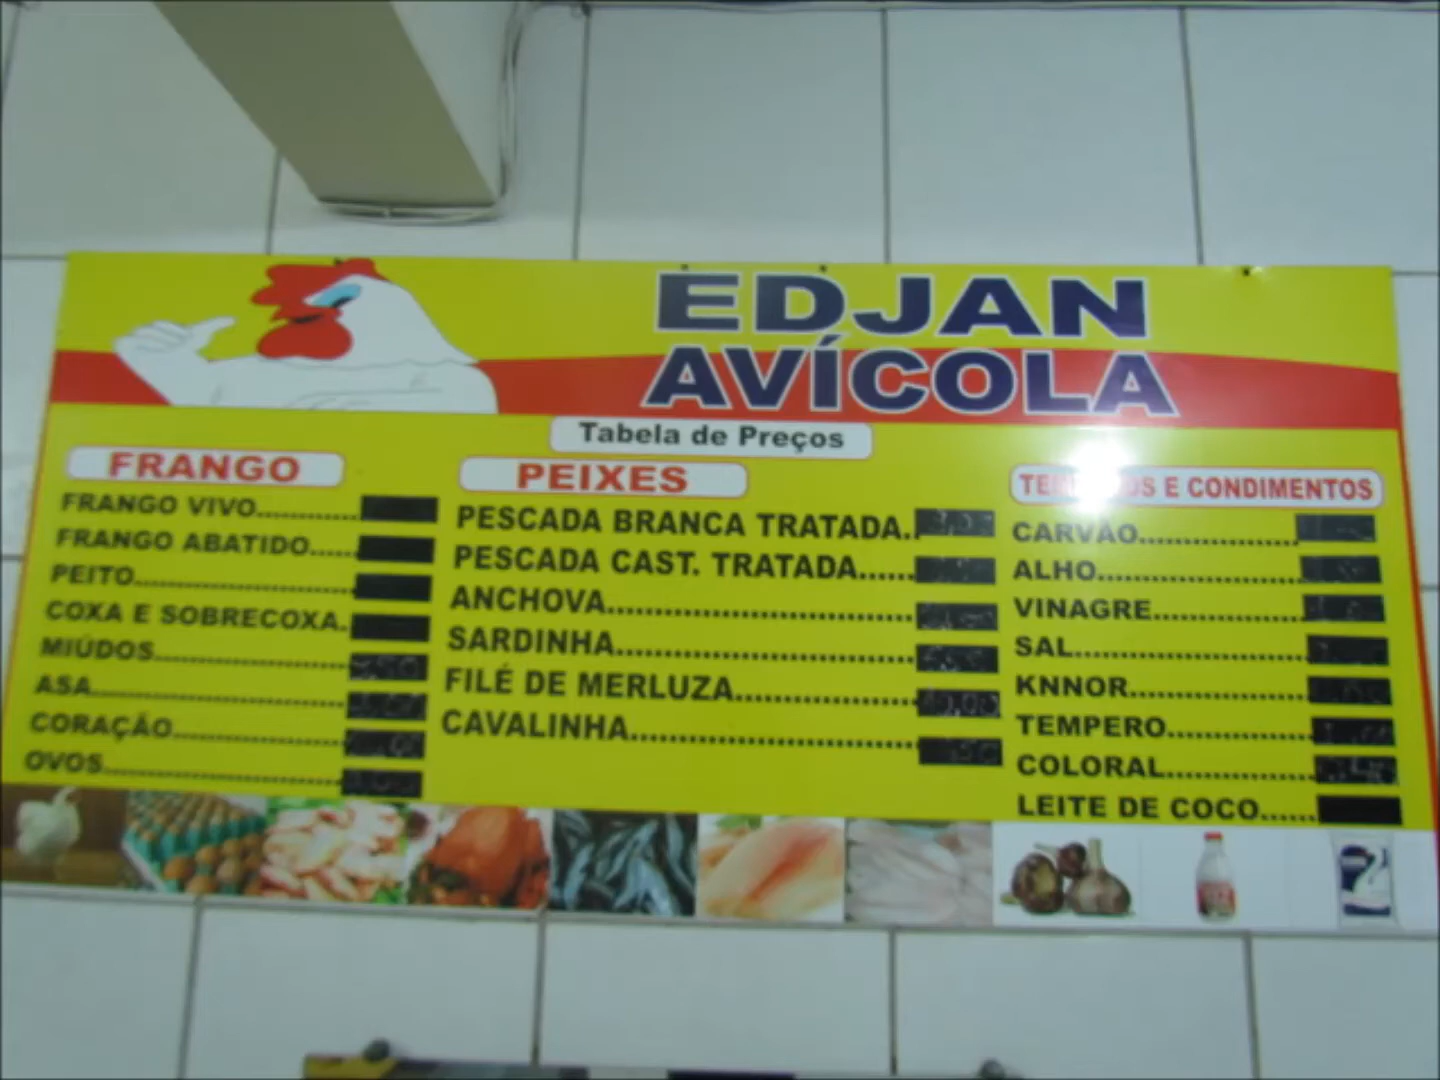 EDJAN
AVÍCOLA
Tabela de Preços
FRANGO
FRANGO VIVO
FRANGO ABATIDO
PEITO
COXA E SOBRECOXA
MIÚDOS
ASA
CORAÇÃO
OVOS
PEIXES
PESCADA BRANCA TRATADA
PESCADA CAST. TRATADA
ANCHOVA
SARDINHA
FILÉ DE MERLUZA
CAVALINHA
E CONDIMENTOS
CARVÃO
ALHO
VINAGRE
SAL
KNNOR
TEMPERO
COLORAL
LEITE DE COCO